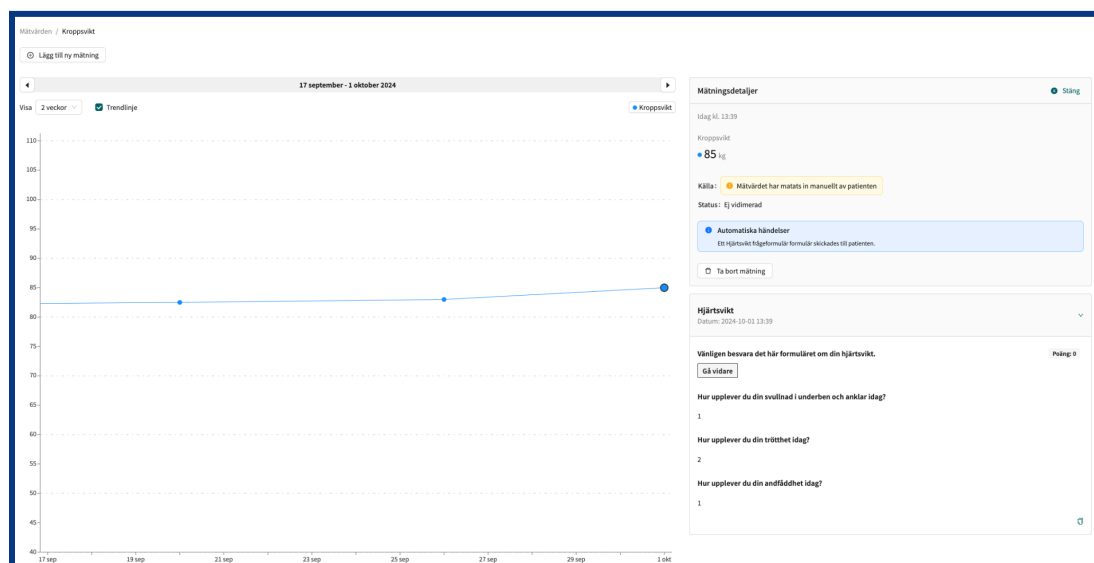 Mätvärden / Kroppsvikt
Lägg till ny mätning
17 september - 1 oktober 2024
Visa 2 veckor Trendlinje Kroppsvikt
110
105
100
95
90
85
80
75
70
65
60
55
50
45
40
17 sep 19 sep 21 sep 23 sep 25 sep 27 sep 29 sep 1 okt
Mätningsdetaljer Stäng
Idag kl. 13:39
Kroppsvikt
85 kg
Källa: Mätvärdet har matats in manuellt av patienten
Status: Ej vidimerad
Automatiska händelser
Ett Hjärtsvikt frågeformulär formulär skickades till patienten.
Ta bort mätning
Hjärtsvikt
Datum: 2024-10-01 13:39
Vänligen besvara det här formuläret om din hjärtsvikt. Poäng: 0
Gå vidare
Hur upplever du din svullnad i underben och anklar idag?
1
Hur upplever du din trötthet idag?
2
Hur upplever du din andfåddhet idag?
1